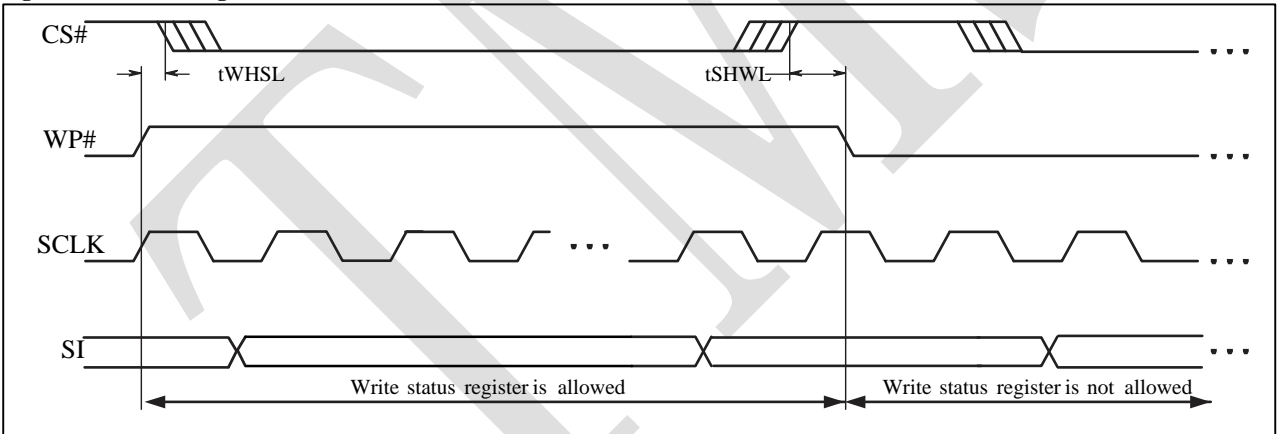 CS#
tWHSL
tSHWL
WP#
SCLK
SI
Write status register is allowed
Write status register is not allowed